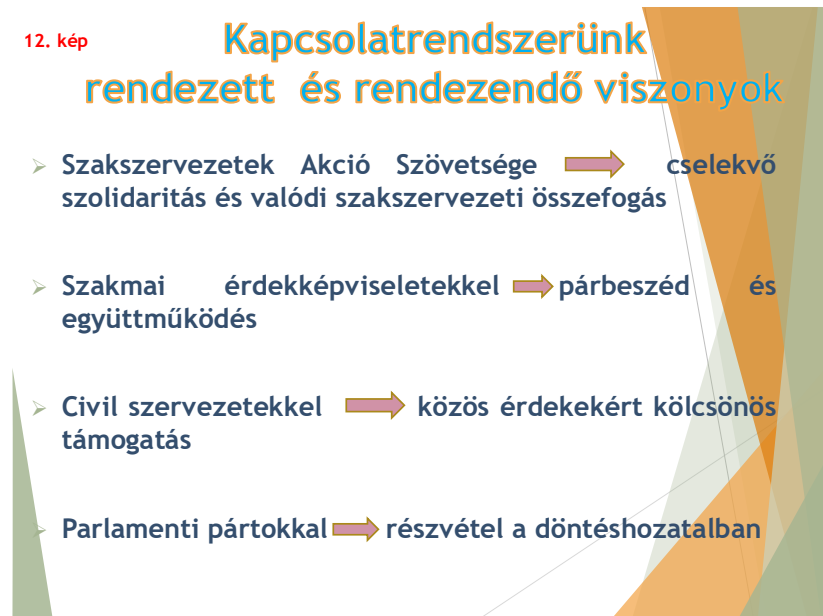 12. kép
Kapcsolatrendszerünk
rendezett és rendezendő viszonyok
Szakszervezetek Akció Szövetsége cselekvő
szolidaritás és valódi szakszervezeti összefogás
Szakmai érdekképviseletekkel párbeszéd és
együttműködés
Civil szervezetekkel közös érdekekért kölcsönös
támogatás
Parlamenti pártokkal részvétel a döntéshozatalban